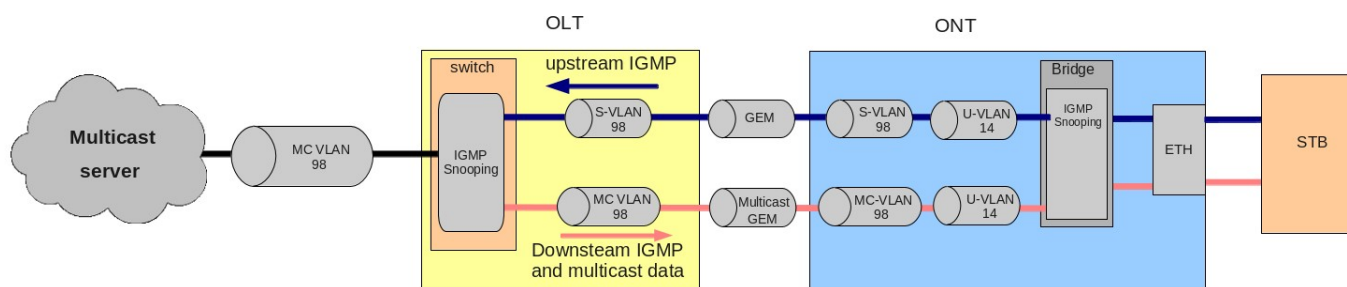 OLT
ONT
switch
upstream IGMP
Bridge
Multicast
server
MC VLAN
98
IGMP
Snooping
S-VLAN
98
GEM
S-VLAN
98
U-VLAN
14
IGMP
Snooping
ETH
STB
MC VLAN
98
Multicast
GEM
MC-VLAN
98
U-VLAN
14
Downsteam IGMP
and multicast data